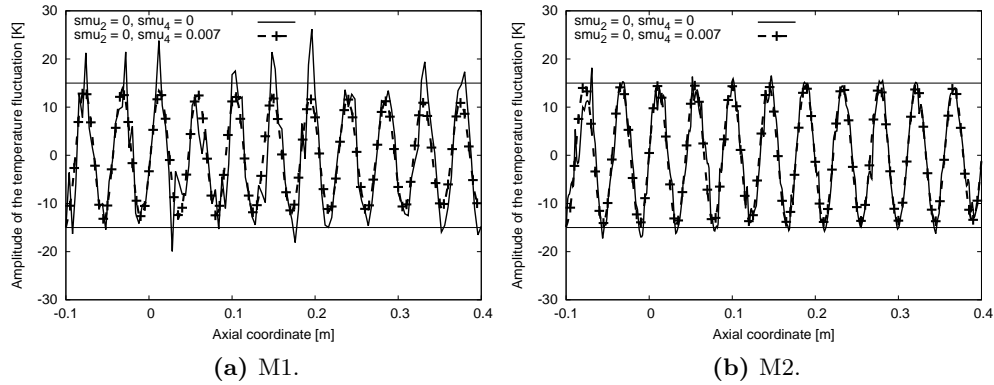 smu2 = 0, smu4 = 0
smu2 = 0, smu4 = 0.007
Amplitude of the temperature fluctuation [K]
30
20
10
0
-10
-20
-30
-0.1
0
0.1
0.2
0.3
0.4
Axial coordinate [m]
(a) M1.
smu2 = 0, smu4 = 0
smu2 = 0, smu4 = 0.007
Amplitude of the temperature fluctuation [K]
30
20
10
0
-10
-20
-30
-0.1
0
0.1
0.2
0.3
0.4
Axial coordinate [m]
(b) M2.